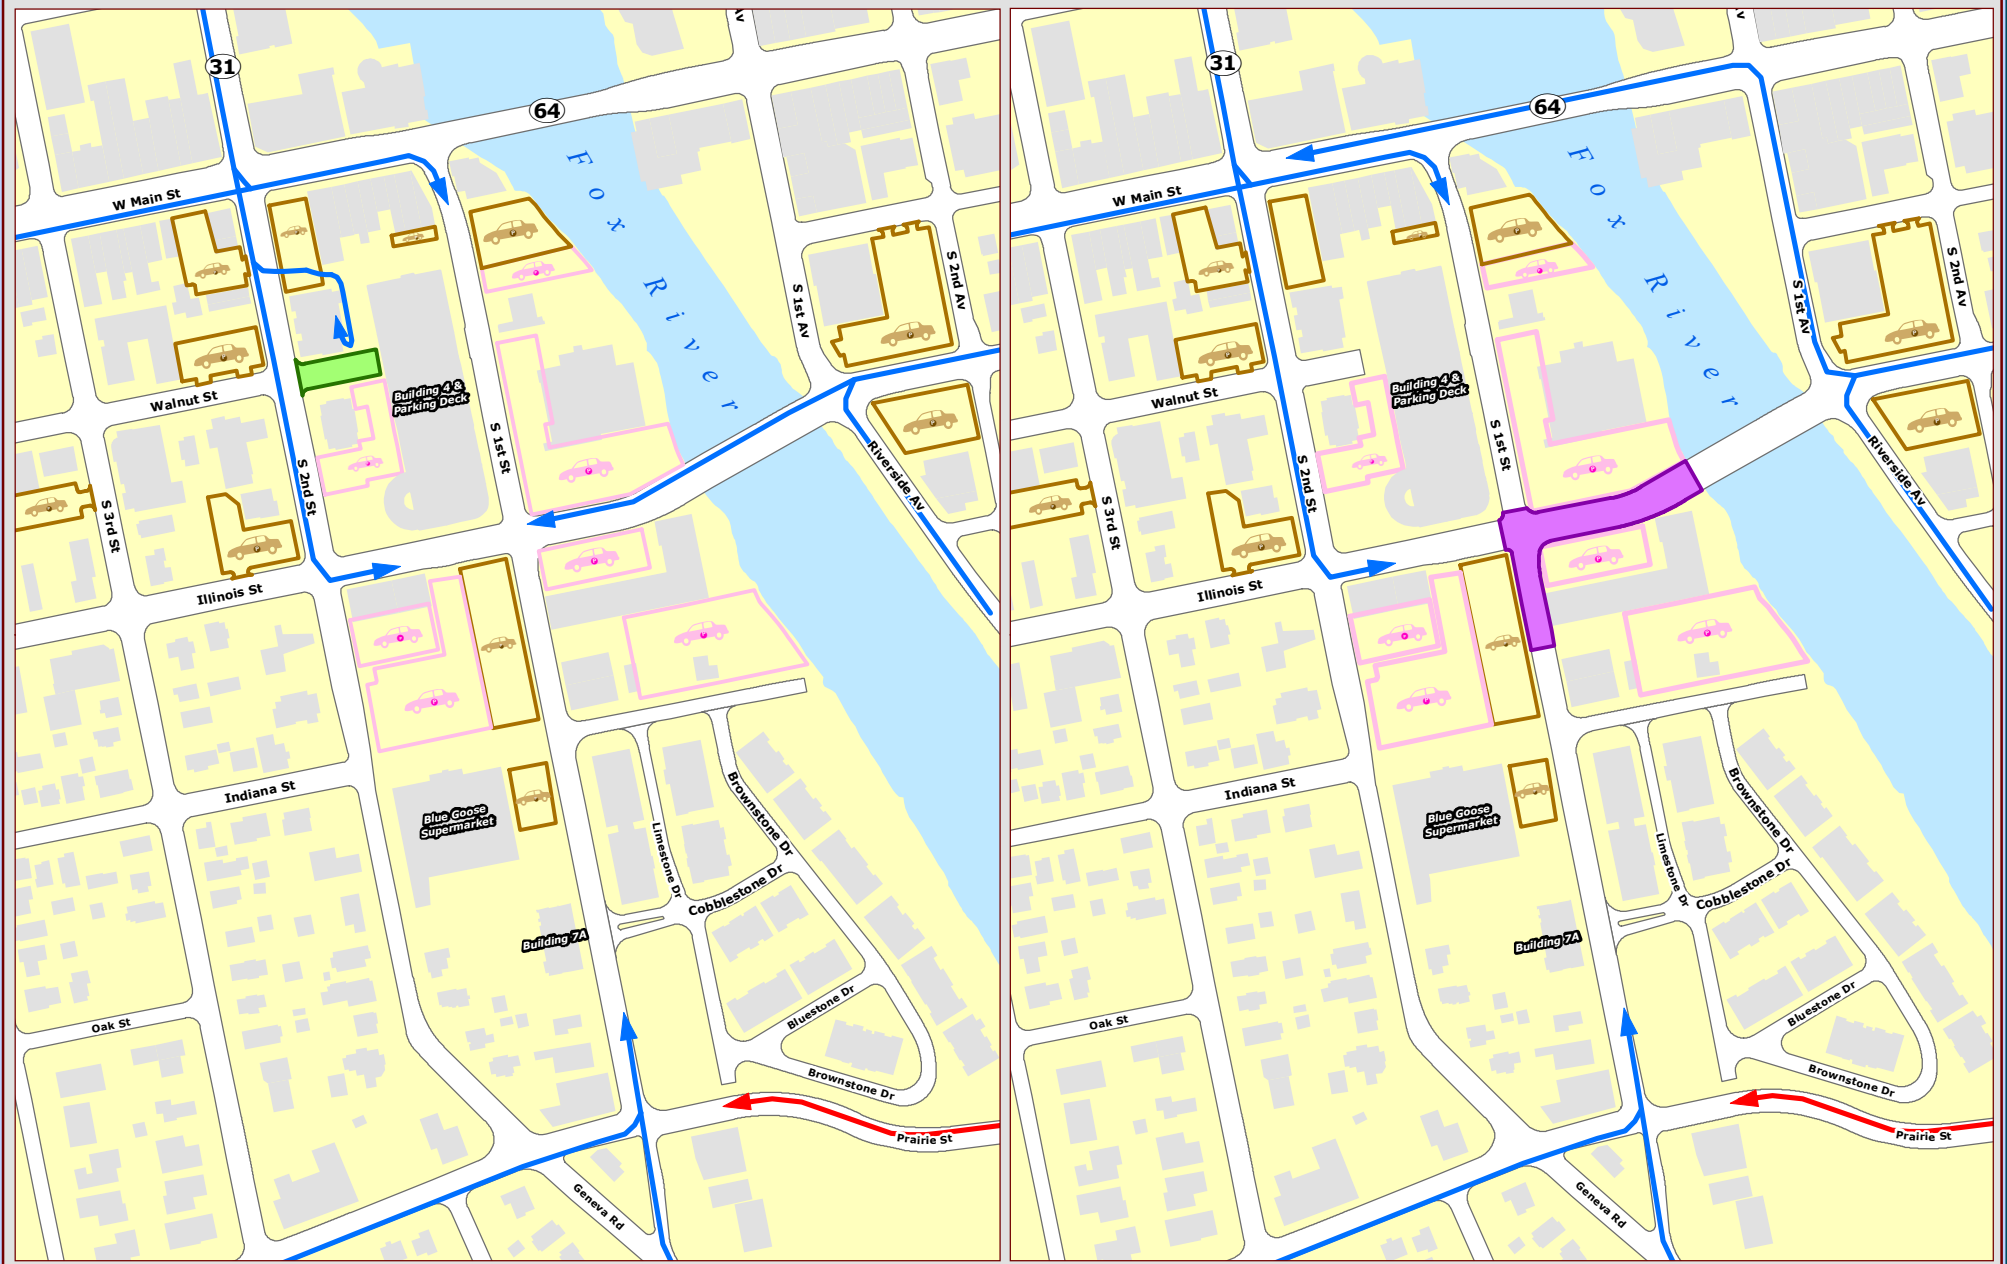 Av
31
64
W Main St
Fox River
S 1st Av
S 2nd Av
Walnut St
Building 4 &
Parking Deck
S 1st St
S 2nd St
S 3rd St
Riverside Av
Illinois St
Indiana St
Blue Goose
Supermarket
Limestone Dr
Brownstone Dr
Cobblestone Dr
Building 7A
Bluestone Dr
Oak St
Brownstone Dr
Prairie St
Geneva Rd
Av
31
64
W Main St
Fox River
S 1st Av
S 2nd Av
Walnut St
Building 4 &
Parking Deck
S 1st St
S 2nd St
S 3rd St
Riverside Av
Illinois St
Indiana St
Blue Goose
Supermarket
Limestone Dr
Brownstone Dr
Cobblestone Dr
Building 7A
Bluestone Dr
Oak St
Brownstone Dr
Prairie St
Geneva Rd